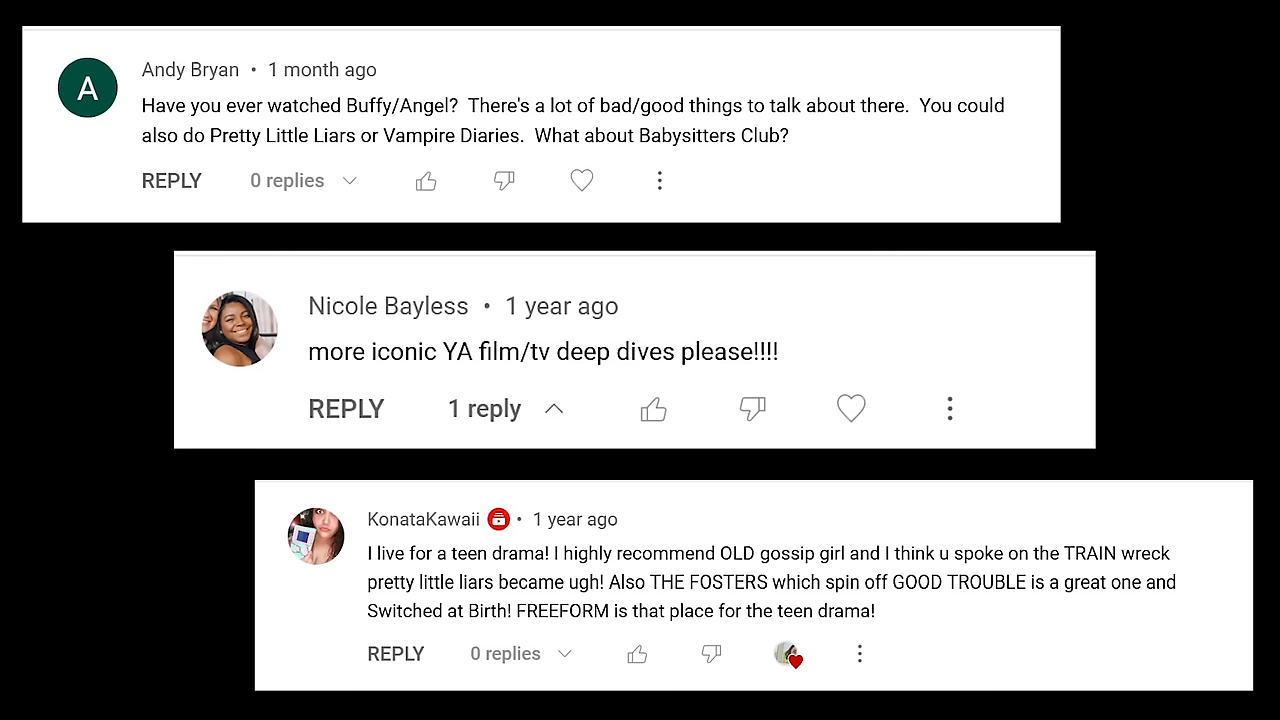 A
Andy Bryan • 1 month ago
Have you ever watched Buffy/Angel?  There's a lot of bad/good things to talk about there.  You could
also do Pretty Little Liars or Vampire Diaries.  What about Babysitters Club?
REPLY 0 replies
Nicole Bayless • 1 year ago
more iconic YA film/tv deep dives please!!!!
REPLY 1 reply
KonataKawaii • 1 year ago
I live for a teen drama! I highly recommend OLD gossip girl and I think u spoke on the TRAIN wreck
pretty little liars became ugh! Also THE FOSTERS which spin off GOOD TROUBLE is a great one and
Switched at Birth! FREEFORM is that place for the teen drama!
REPLY 0 replies